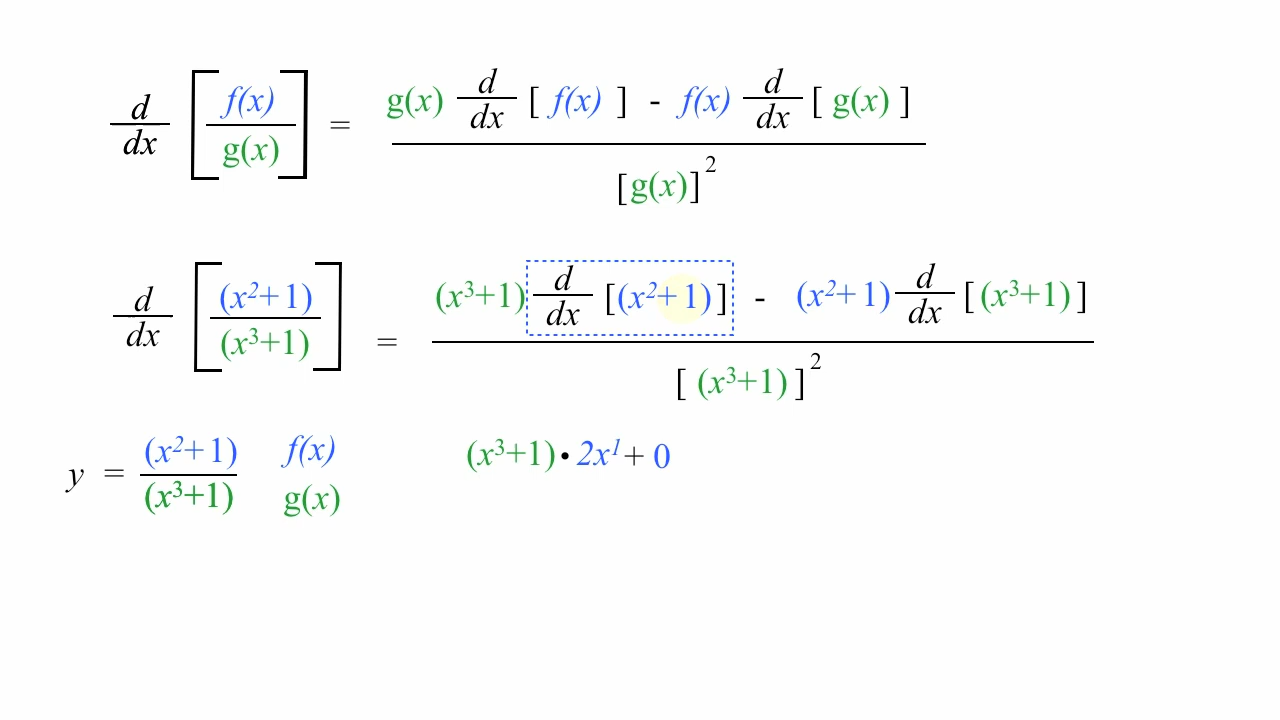 d/dx [f(x)/g(x)] = (g(x) d/dx [f(x)] - f(x) d/dx [g(x)]) / [g(x)]²
d/dx [(x²+1)/(x³+1)] = ((x³+1) d/dx [(x²+1)] - (x²+1) d/dx [(x³+1)]) / [(x³+1)]²
y = (x²+1)/(x³+1) f(x) g(x) (x³+1)•2x¹+0